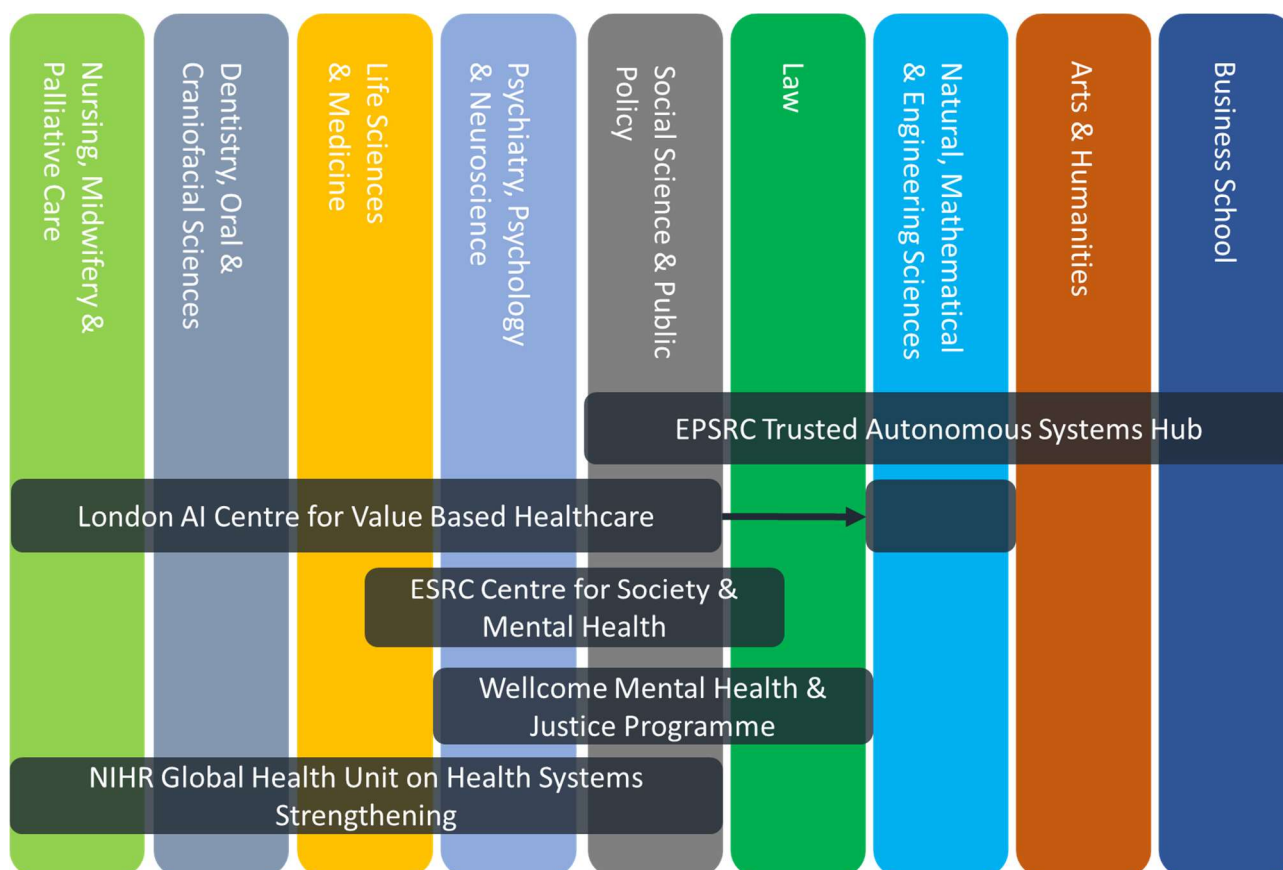 Nursing, Midwifery &
Palliative Care
Dentistry, Oral &
Craniofacial Sciences
Life Sciences
& Medicine
Psychiatry, Psychology
& Neuroscience
Social Science & Public
Policy
Law
Natural, Mathematical
& Engineering Sciences
Arts & Humanities
Business School
EPSRC Trusted Autonomous Systems Hub
London AI Centre for Value Based Healthcare
ESRC Centre for Society &
Mental Health
Wellcome Mental Health &
Justice Programme
NIHR Global Health Unit on Health Systems
Strengthening